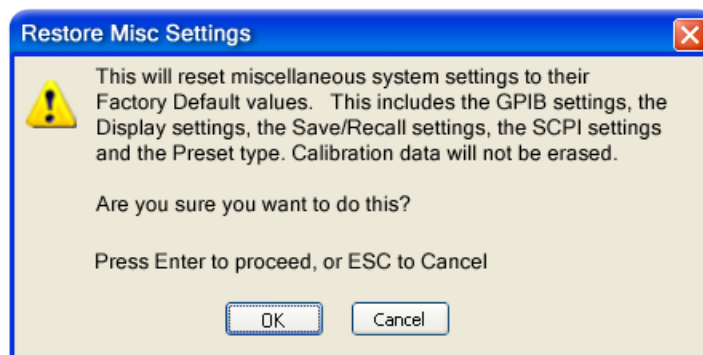 Restore Misc Settings
This will reset miscellaneous system settings to their
Factory Default values.   This includes the GPIB settings, the
Display settings, the Save/Recall settings, the SCPI settings
and the Preset type. Calibration data will not be erased.
Are you sure you want to do this?
Press Enter to proceed, or ESC to Cancel
OK
Cancel